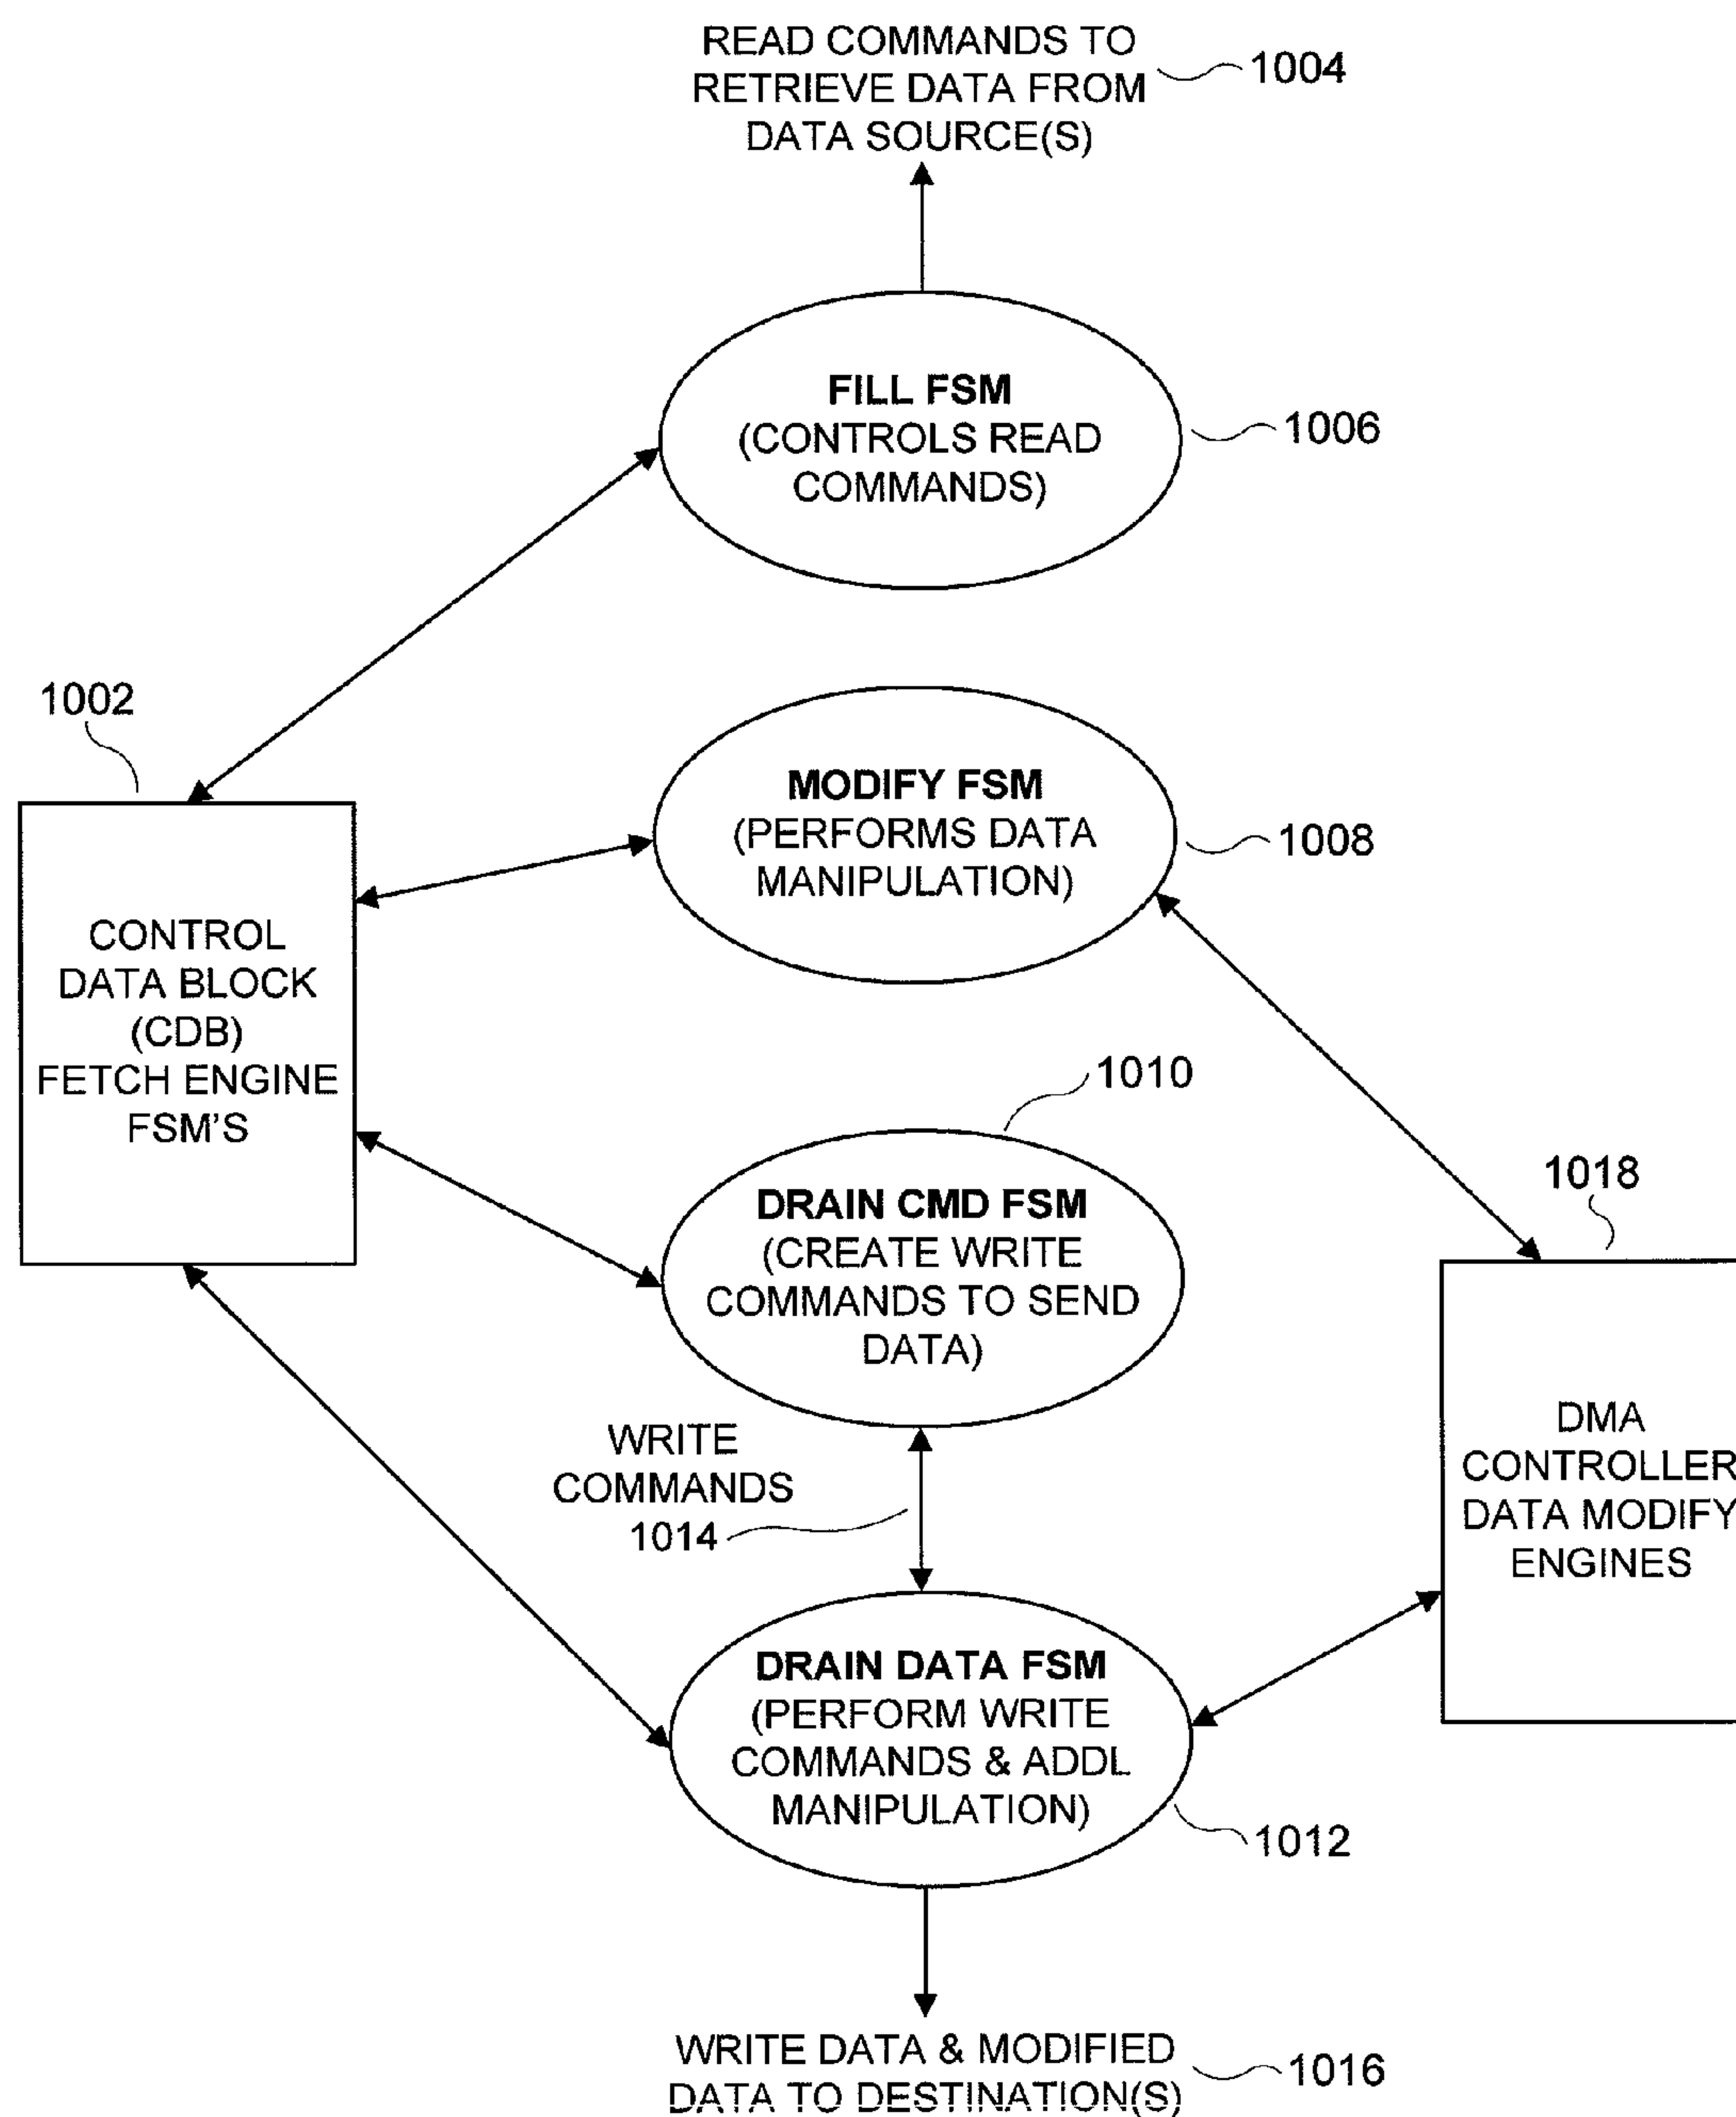 READ COMMANDS TO
RETRIEVE DATA FROM
DATA SOURCE(S)
1004
FILL FSM
(CONTROLS READ
COMMANDS)
1006
1002
CONTROL
DATA BLOCK
(CDB)
FETCH ENGINE
FSM'S
MODIFY FSM
(PERFORMS DATA
MANIPULATION)
1008
1010
DRAIN CMD FSM
(CREATE WRITE
COMMANDS TO SEND
DATA)
1018
DMA
CONTROLLER
DATA MODIFY
ENGINES
WRITE
COMMANDS
1014
DRAIN DATA FSM
(PERFORM WRITE
COMMANDS & ADDL
MANIPULATION)
1012
WRITE DATA & MODIFIED
DATA TO DESTINATION(S)
1016